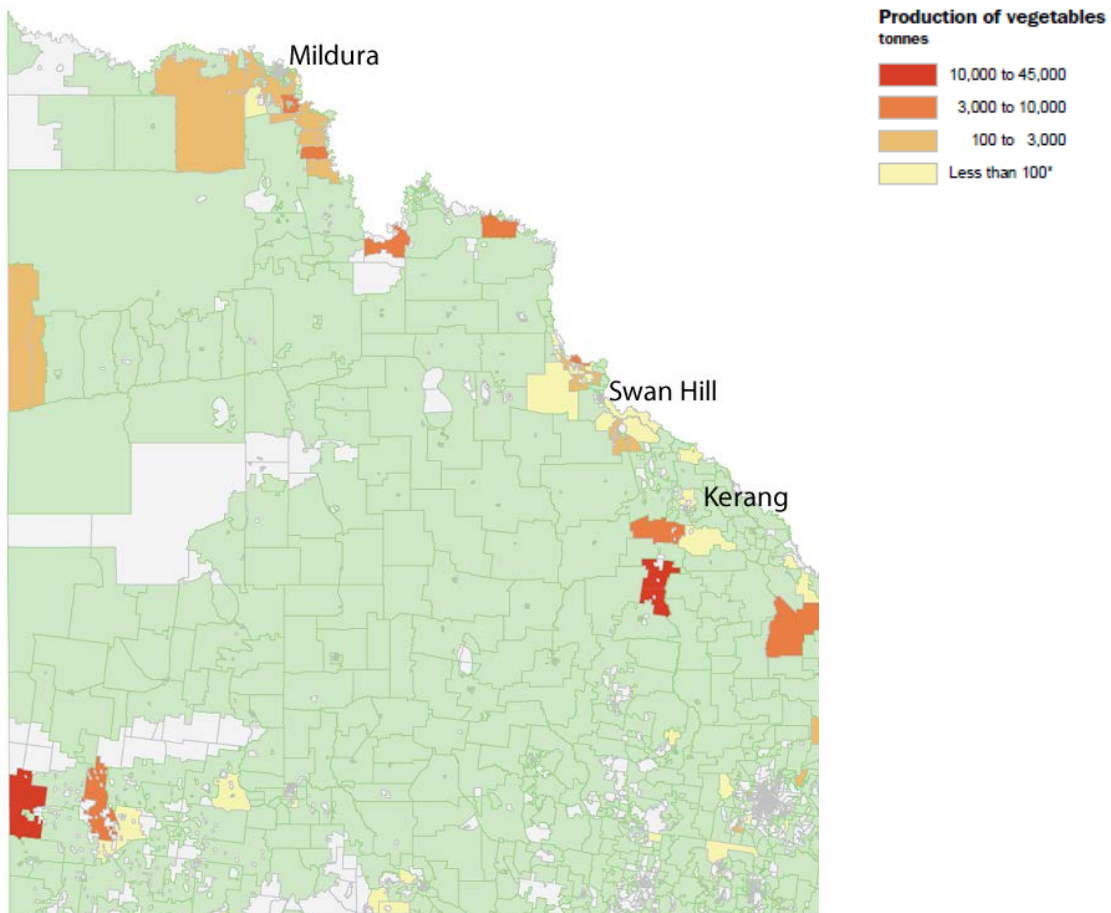 Production of vegetables
tonnes
10,000 to 45,000
3,000 to 10,000
100 to 3,000
Less than 100*
Mildura
Swan Hill
Kerang